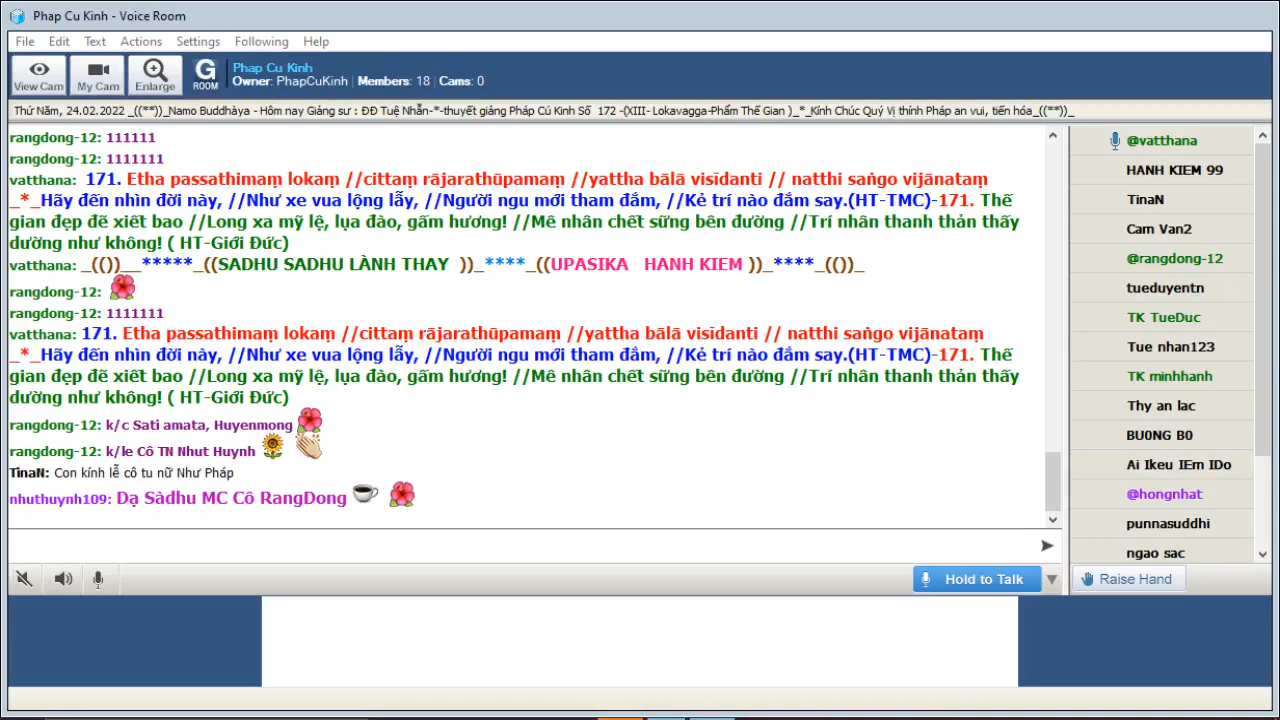 Phap Cu Kinh - Voice Room
File Edit Text Actions Settings Following Help
View Cam My Cam Enlarge G ROOM
Phap Cu Kinh
Owner: PhapCuKinh | Members: 18 | Cams: 0
Thứ Năm, 24.02.2022 _((**))_Namo Buddhàya - Hôm nay Giảng sư : ĐĐ Tuệ Nhẫn-*-thuyết giảng Pháp Cú Kinh Số 172 -(XIII- Lokavagga-Phẩm Thế Gian )_*_Kính Chúc Quý Vị thính Pháp an vui, tiến hóa_((**))_
rangdong-12: 111111
rangdong-12: 1111111
vatthana: 171. Etha passathimaṃ lokaṃ //cittaṃ rājarathūpamaṃ //yattha bālā visīdanti // natthi saṅgo vijānataṃ
_*_Hãy đến nhìn đời này, //Như xe vua lộng lẫy, //Người ngu mới tham đắm, //Kẻ trí nào đắm say.(HT-TMC)-171. Thế
gian đẹp đẽ xiết bao //Long xa mỹ lệ, lụa đào, gấm hương! //Mê nhân chết sững bên đường //Trí nhân thanh thản thấy
dường như không! ( HT-Giới Đức)
vatthana: _(())__*****_((SADHU SADHU LÀNH THAY ))_****_((UPASIKA HANH KIEM ))_****_(())_
rangdong-12:
rangdong-12: 1111111
vatthana: 171. Etha passathimaṃ lokaṃ //cittaṃ rājarathūpamaṃ //yattha bālā visīdanti // natthi saṅgo vijānataṃ
_*_Hãy đến nhìn đời này, //Như xe vua lộng lẫy, //Người ngu mới tham đắm, //Kẻ trí nào đắm say.(HT-TMC)-171. Thế
gian đẹp đẽ xiết bao //Long xa mỹ lệ, lụa đào, gấm hương! //Mê nhân chết sững bên đường //Trí nhân thanh thản thấy
dường như không! ( HT-Giới Đức)
rangdong-12: k/c Sati amata, Huyenmong
rangdong-12: k/le Cô TN Nhut Huynh
TinaN: Con kính lễ cô tu nữ Như Pháp
nhuthuynh109: Dạ Sàdhu MC Cô RangDong
Hold to Talk
@vatthana
HANH KIEM 99
TinaN
Cam Van2
@rangdong-12
tueduyentn
TK TueDuc
Tue nhan123
TK minhhanh
Thy an lac
BU0NG B0
Ai Ikeu IEm IDo
@hongnhat
punnasuddhi
ngao sac
Raise Hand